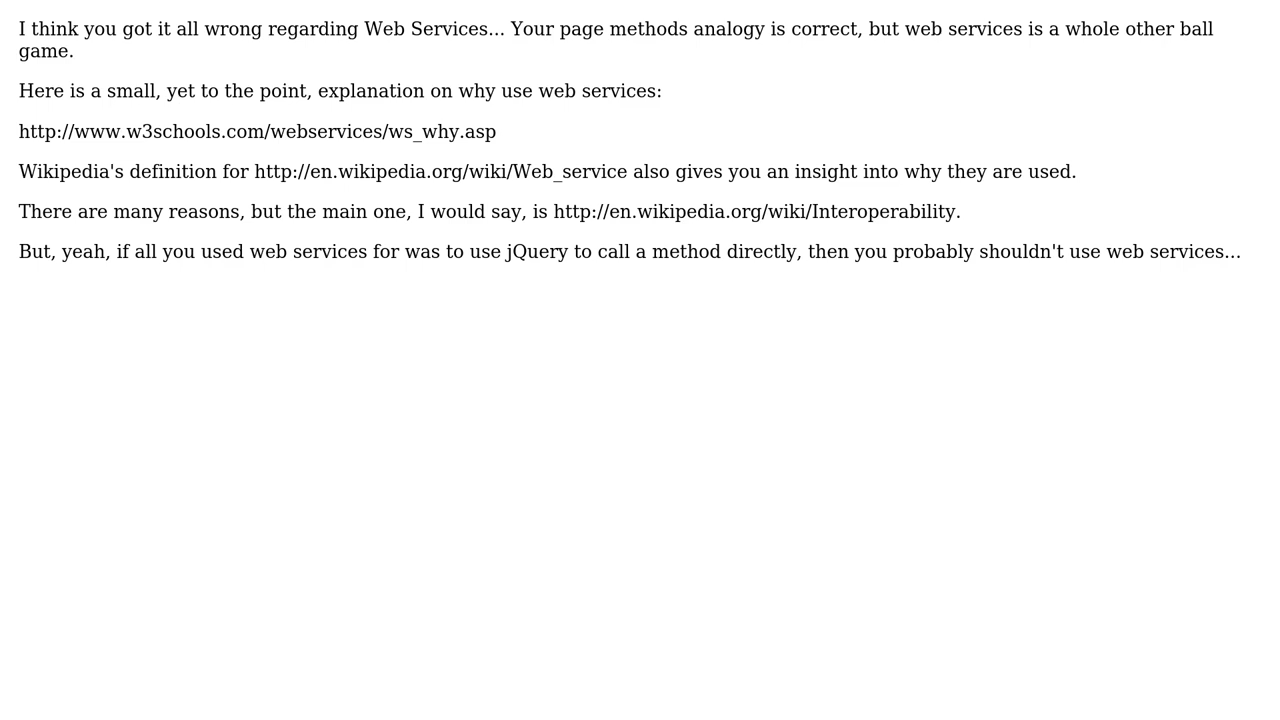 I think you got it all wrong regarding Web Services... Your page methods analogy is correct, but web services is a whole other ball
game.
Here is a small, yet to the point, explanation on why use web services:
http://www.w3schools.com/webservices/ws_why.asp
Wikipedia's definition for http://en.wikipedia.org/wiki/Web_service also gives you an insight into why they are used.
There are many reasons, but the main one, I would say, is http://en.wikipedia.org/wiki/Interoperability.
But, yeah, if all you used web services for was to use jQuery to call a method directly, then you probably shouldn't use web services...